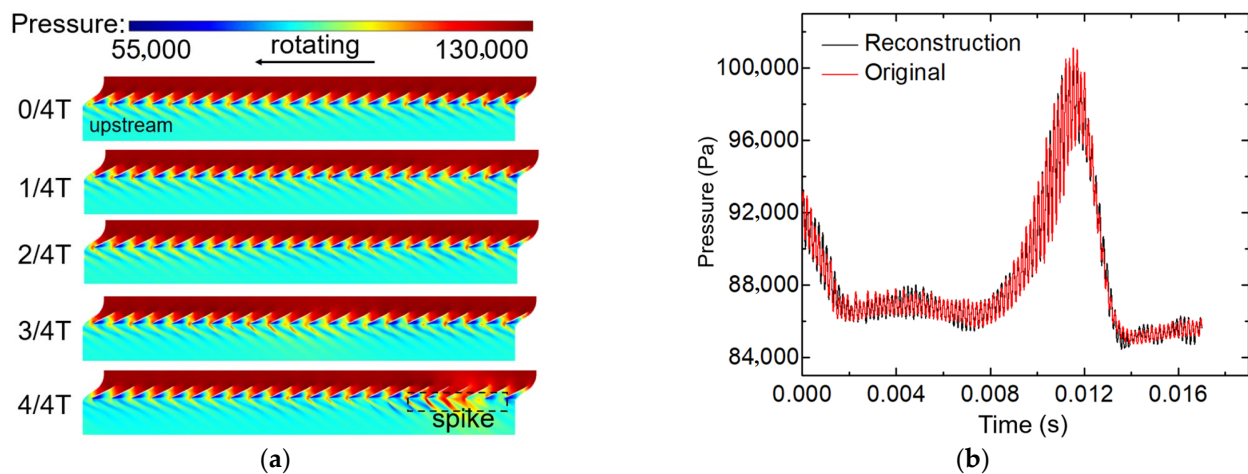 Pressure:
55,000 rotating 130,000
0/4T
upstream
1/4T
2/4T
3/4T
4/4T
spike
(a)
Reconstruction
Original
100,000
96,000
92,000
88,000
84,000
Pressure (Pa)
0.000 0.004 0.008 0.012 0.016
Time (s)
(b)